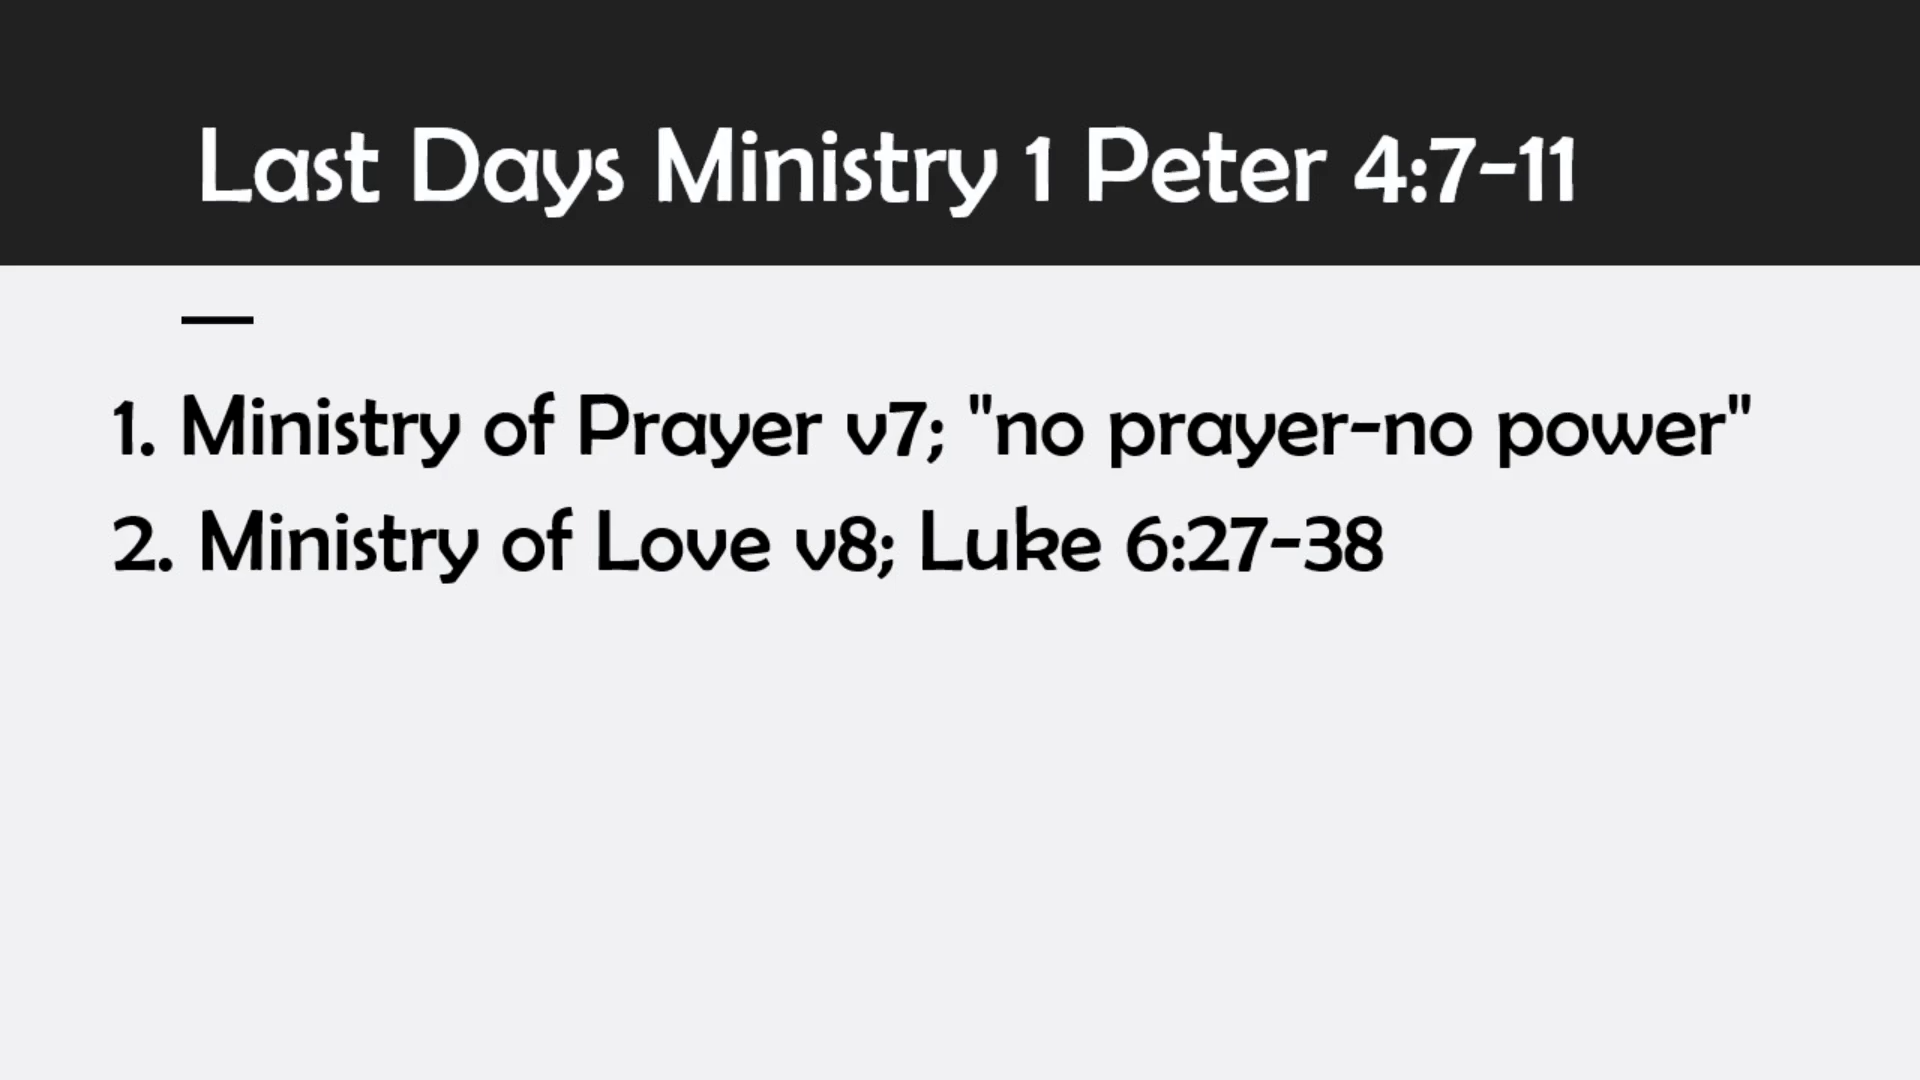 Last Days Ministry 1 Peter 4:7-11
1. Ministry of Prayer v7; "no prayer-no power"
2. Ministry of Love v8; Luke 6:27-38